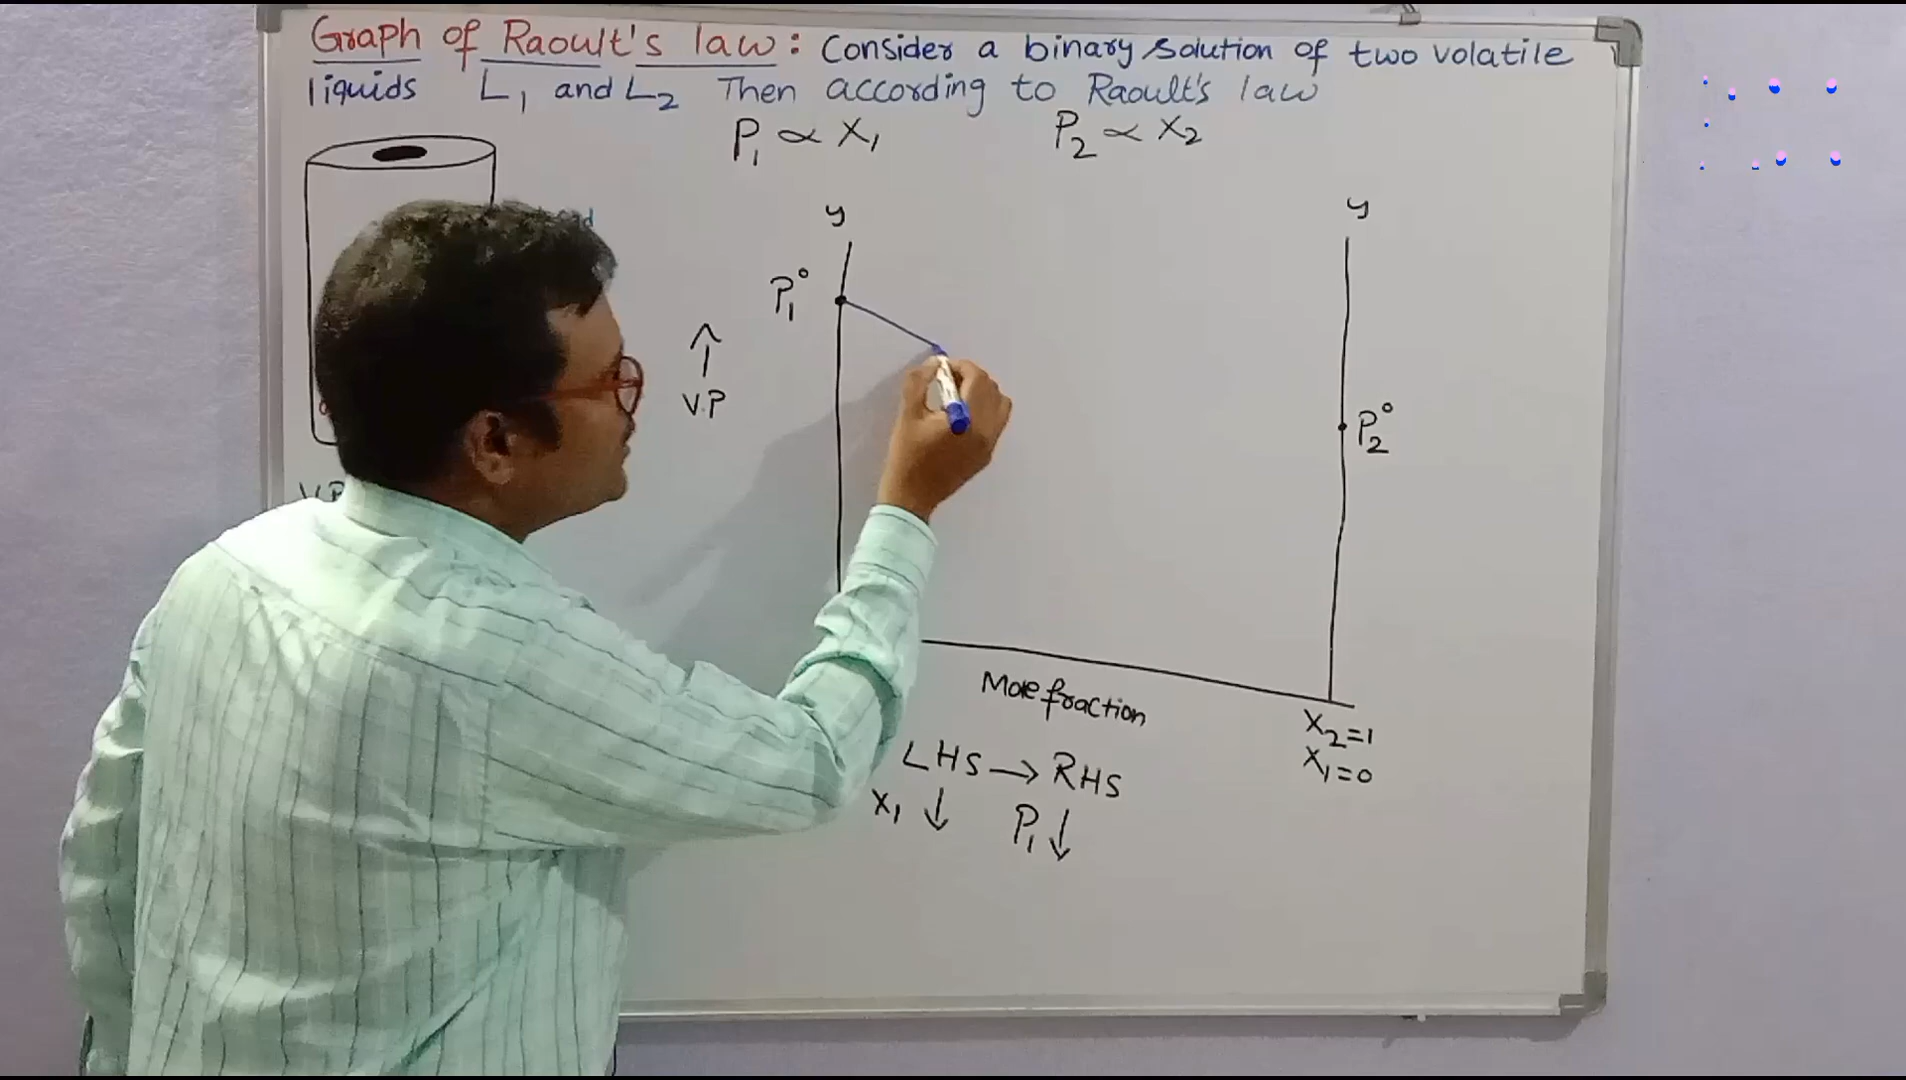 Graph of Raoult's law: Consider a binary solution of two volatile
liquids L₁ and L₂ Then according to Raoult's law
P₁ ∝ X₁ P₂ ∝ X₂
y y
P₁°
↑
V.P
P₂°
V.P
Mole fraction
X₂=1
X₁=0
LHS → RHS
X₁ ↓ P₁ ↓